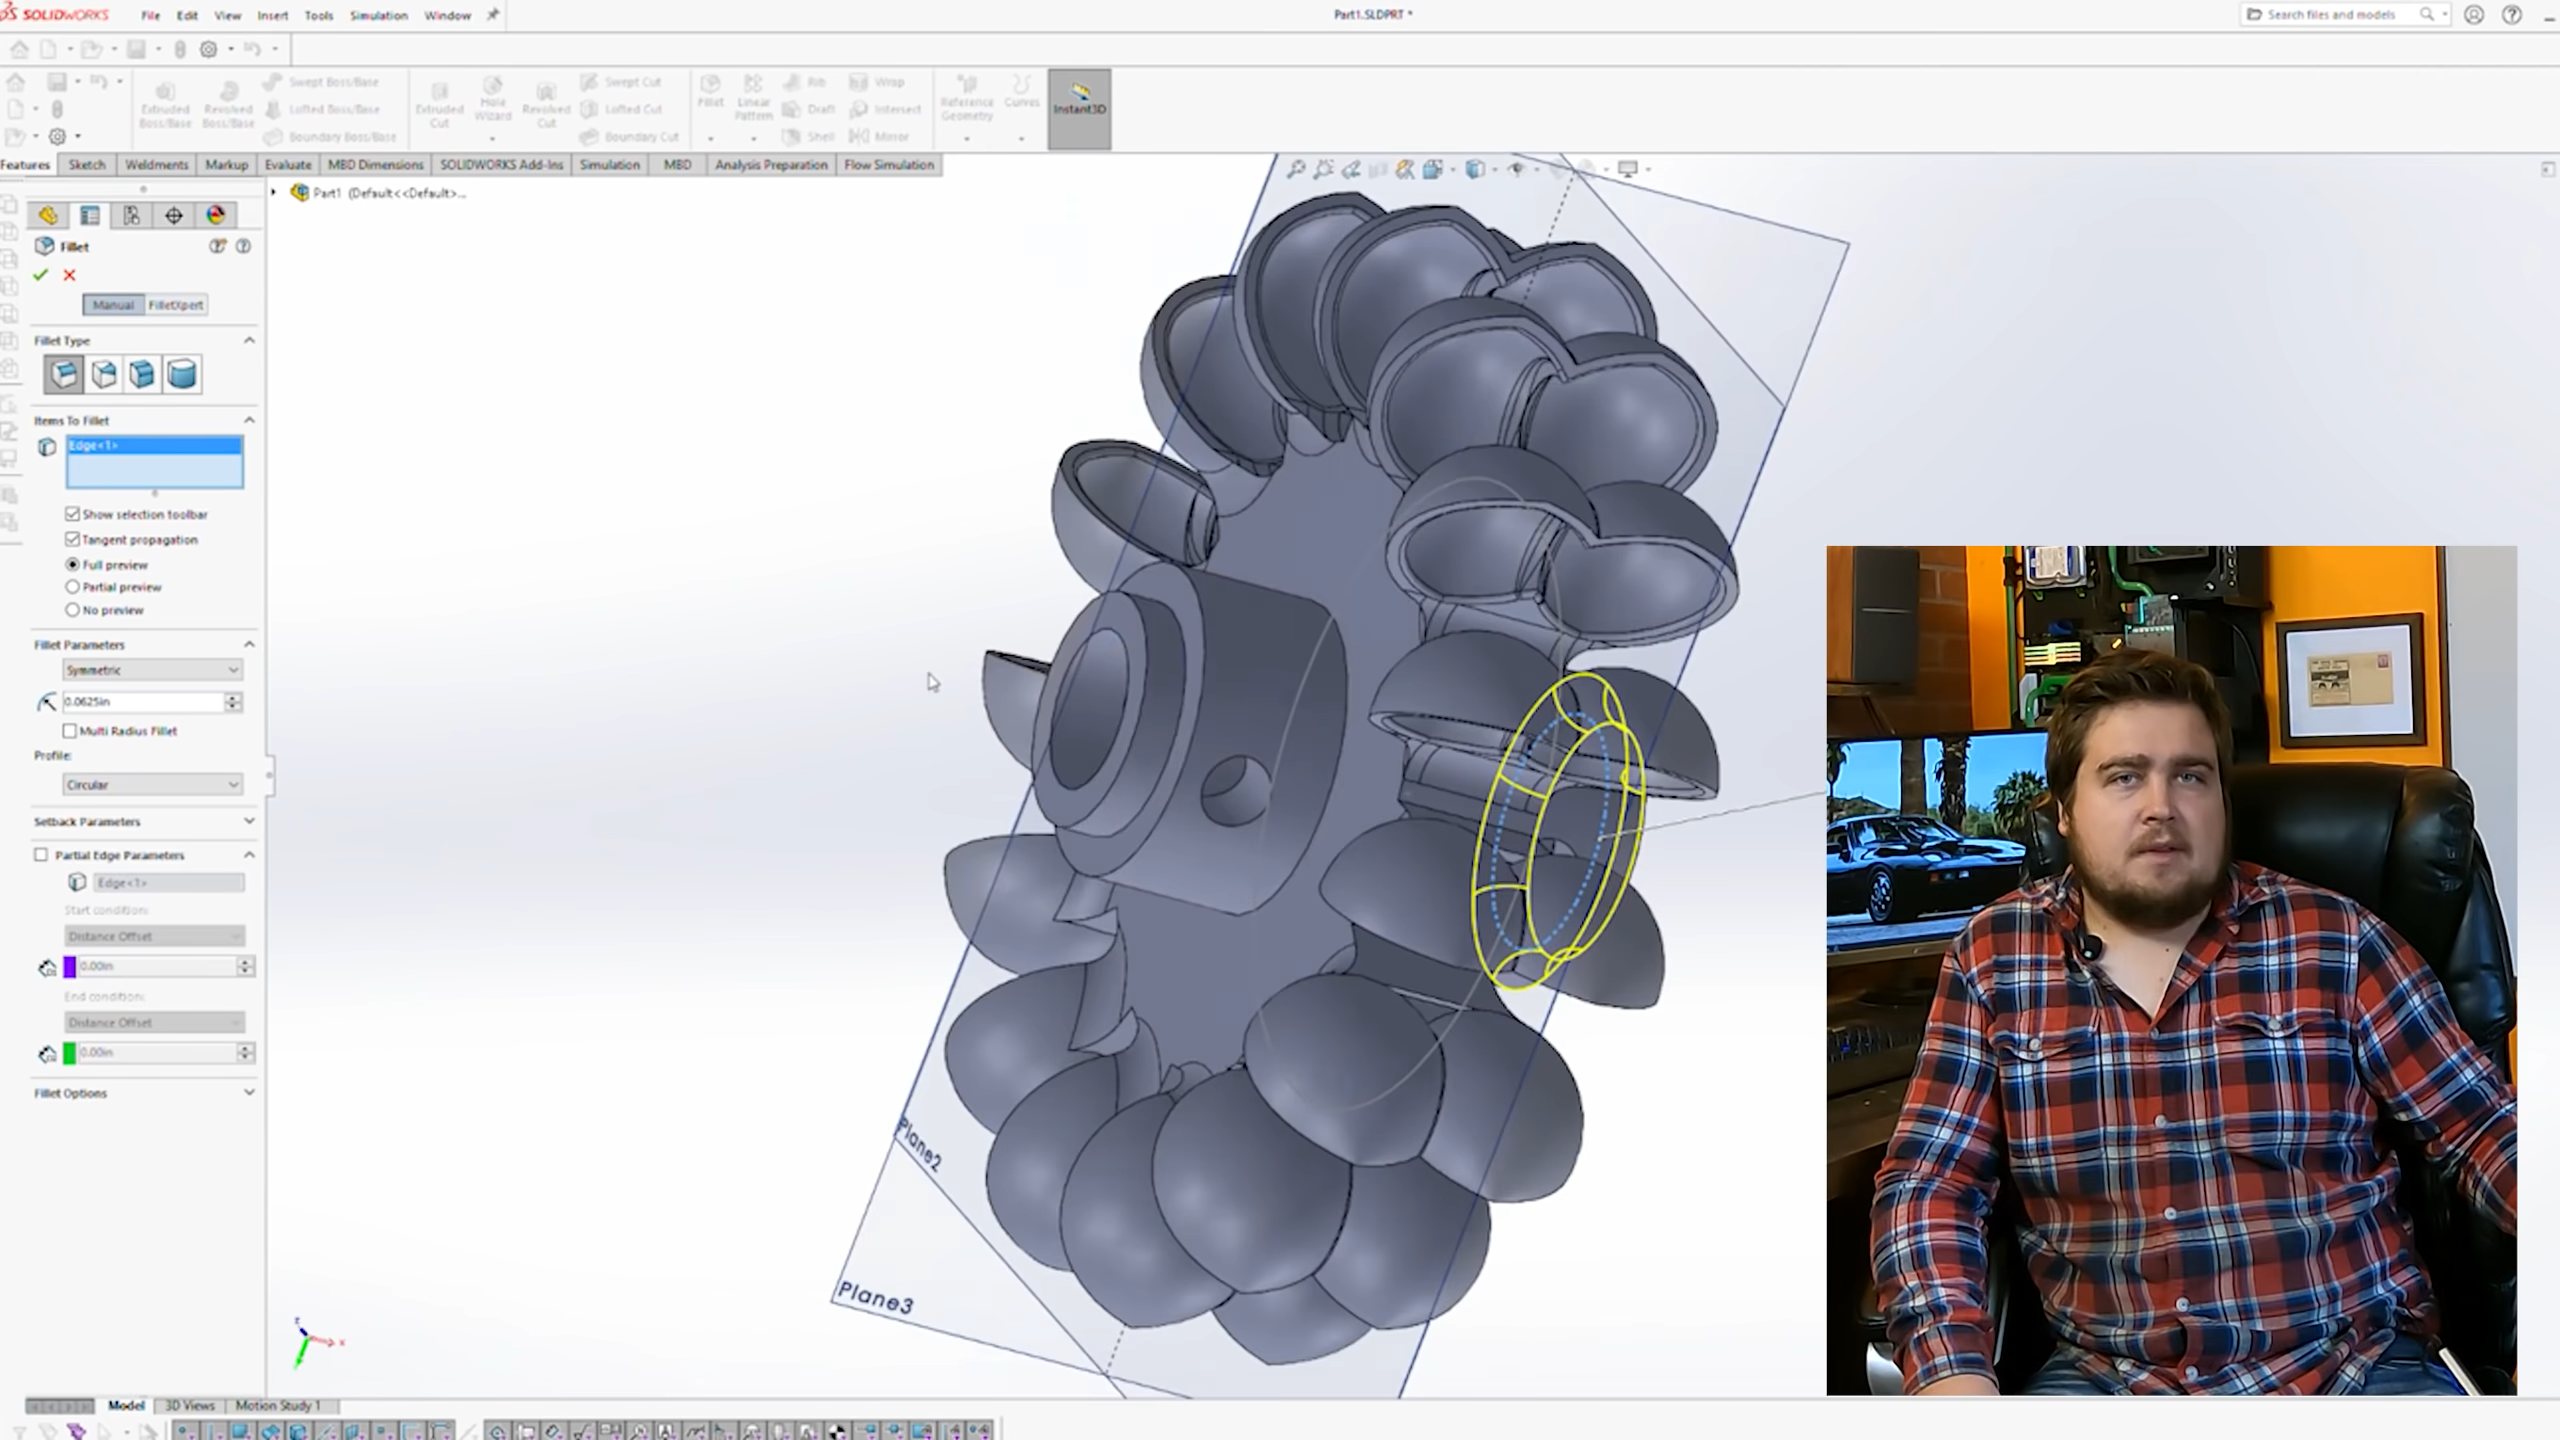 SOLIDWORKS
File Edit View Insert Tools Simulation Window
Part1.SLDPRT *
Search files and models
Extruded Boss/Base
Revolved Boss/Base
Swept Boss/Base
Lofted Boss/Base
Boundary Boss/Base
Extruded Cut
Hole Wizard
Revolved Cut
Swept Cut
Lofted Cut
Boundary Cut
Fillet
Linear Pattern
Rib
Draft
Shell
Wrap
Intersect
Mirror
Reference Geometry
Curves
Instant3D
Features Sketch Weldments Markup Evaluate MBD Dimensions SOLIDWORKS Add-Ins Simulation MBD Analysis Preparation Flow Simulation
Part1 (Default<<Default>...
Fillet
Manual FilletXpert
Fillet Type
Items To Fillet
Edge<1>
Show selection toolbar
Tangent propagation
Full preview
Partial preview
No preview
Fillet Parameters
Symmetric
0.0625in
Multi Radius Fillet
Profile:
Circular
Setback Parameters
Partial Edge Parameters
Edge<1>
Start condition:
Distance Offset
0.00in
End condition:
Distance Offset
0.00in
Fillet Options
Plane2
Plane3
Model 3D Views Motion Study 1